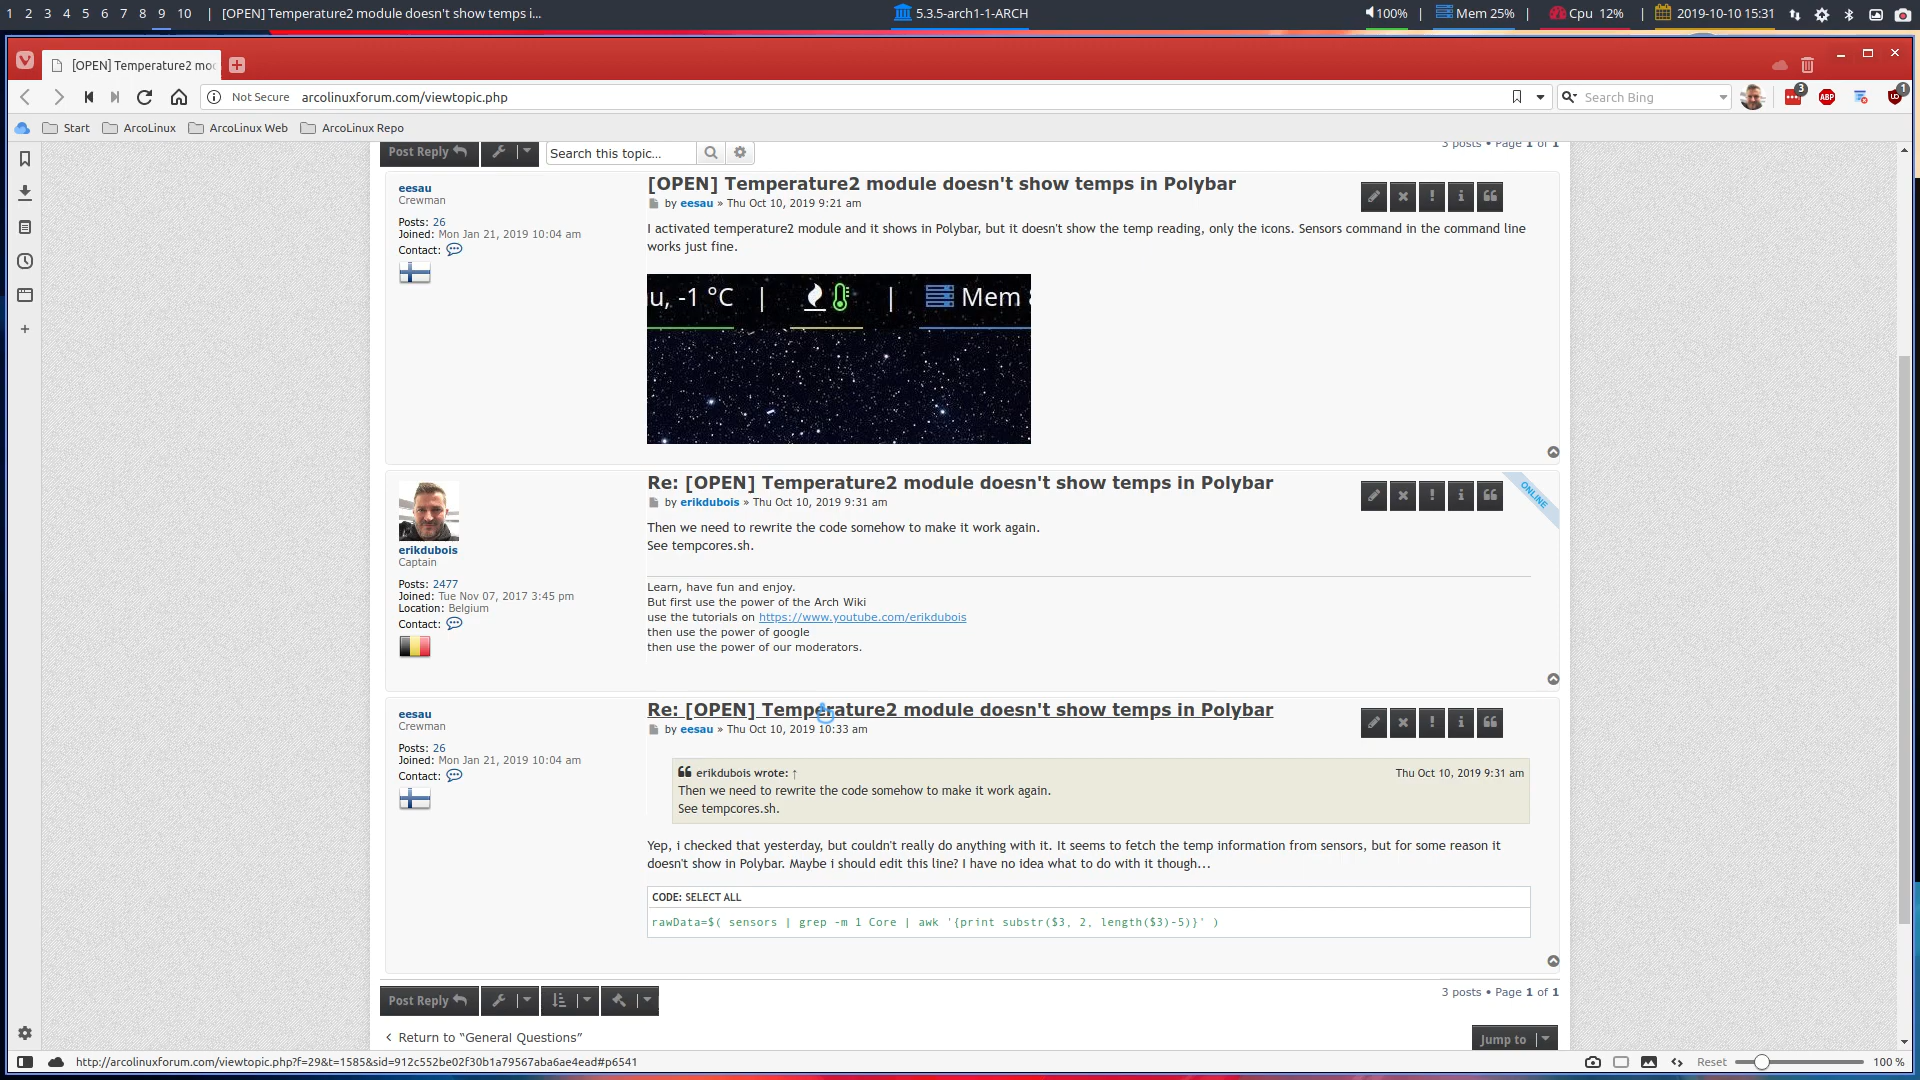 1 2 3 4 5 6 7 8 9 10 | [OPEN] Temperature2 module doesn't show temps i...
5.3.5-arch1-1-ARCH
100% | Mem 25% | Cpu 12% | 2019-10-10 15:31
[OPEN] Temperature2 mo
Not Secure arcolinuxforum.com/viewtopic.php
Search Bing
3
ABP
1
Start ArcoLinux ArcoLinux Web ArcoLinux Repo
Post Reply
Search this topic...
3 posts • Page 1 of 1
eesau
Crewman
Posts: 26
Joined: Mon Jan 21, 2019 10:04 am
Contact:
[OPEN] Temperature2 module doesn't show temps in Polybar
by eesau » Thu Oct 10, 2019 9:21 am
I activated temperature2 module and it shows in Polybar, but it doesn't show the temp reading, only the icons. Sensors command in the command line
works just fine.
u, -1 °C | | Mem
erikdubois
Captain
Posts: 2477
Joined: Tue Nov 07, 2017 3:45 pm
Location: Belgium
Contact:
Re: [OPEN] Temperature2 module doesn't show temps in Polybar
by erikdubois » Thu Oct 10, 2019 9:31 am
ONLINE
Then we need to rewrite the code somehow to make it work again.
See tempcores.sh.
Learn, have fun and enjoy.
But first use the power of the Arch Wiki
use the tutorials on https://www.youtube.com/erikdubois
then use the power of google
then use the power of our moderators.
eesau
Crewman
Posts: 26
Joined: Mon Jan 21, 2019 10:04 am
Contact:
Re: [OPEN] Temperature2 module doesn't show temps in Polybar
by eesau » Thu Oct 10, 2019 10:33 am
erikdubois wrote: ↑ Thu Oct 10, 2019 9:31 am
Then we need to rewrite the code somehow to make it work again.
See tempcores.sh.
Yep, i checked that yesterday, but couldn't really do anything with it. It seems to fetch the temp information from sensors, but for some reason it
doesn't show in Polybar. Maybe i should edit this line? I have no idea what to do with it though...
CODE: SELECT ALL
rawData=$( sensors | grep -m 1 Core | awk '{print substr($3, 2, length($3)-5)}' )
Post Reply
3 posts • Page 1 of 1
Return to “General Questions”
Jump to
http://arcolinuxforum.com/viewtopic.php?f=29&t=1585&sid=912c552be02f30b1a79567aba6ae4ead#p6541
Reset 100 %